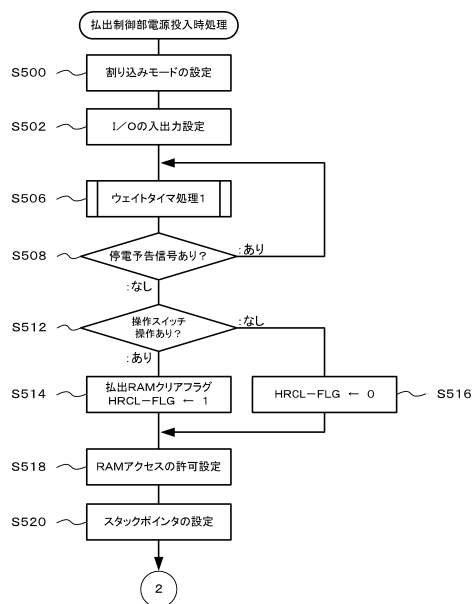 払出制御部電源投入時処理
S500
割り込みモードの設定
S502
I/Oの入出力設定
S506
ウェイトタイマ処理1
S508
停電予告信号あり?
:あり
:なし
S512
操作スイッチ
操作あり?
:なし
:あり
S514
払出RAMクリアフラグ
HRCL-FLG ← 1
HRCL-FLG ← 0
S516
S518
RAMアクセスの許可設定
S520
スタックポインタの設定
2